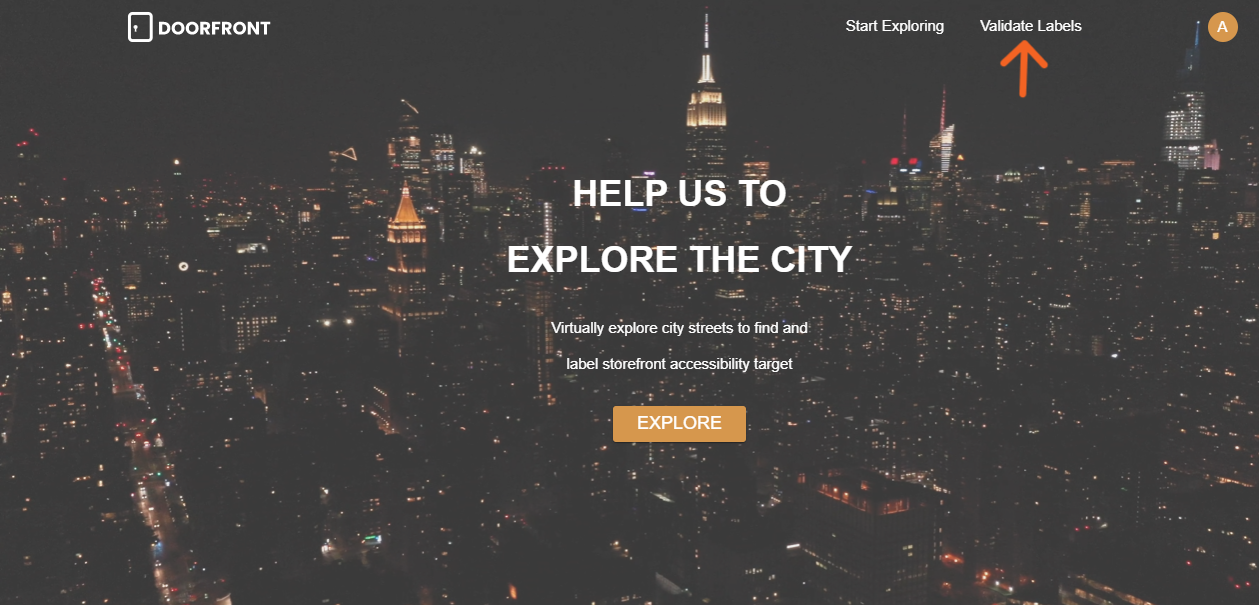 DOORFRONT
Start Exploring
Validate Labels
A
HELP US TO
EXPLORE THE CITY
Virtually explore city streets to find and
label storefront accessibility target
EXPLORE